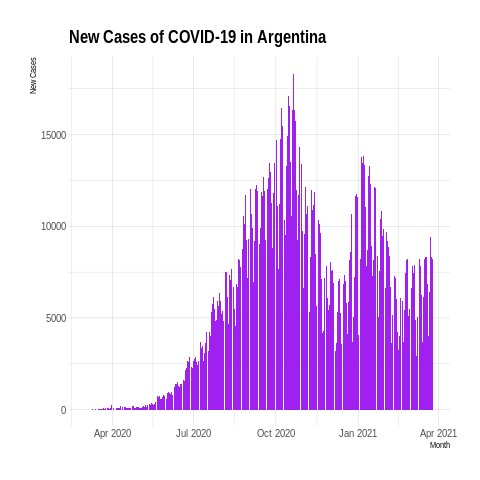 New Cases of COVID-19 in Argentina
New Cases
15000
10000
5000
0
Apr 2020 Jul 2020 Oct 2020 Jan 2021 Apr 2021
Month